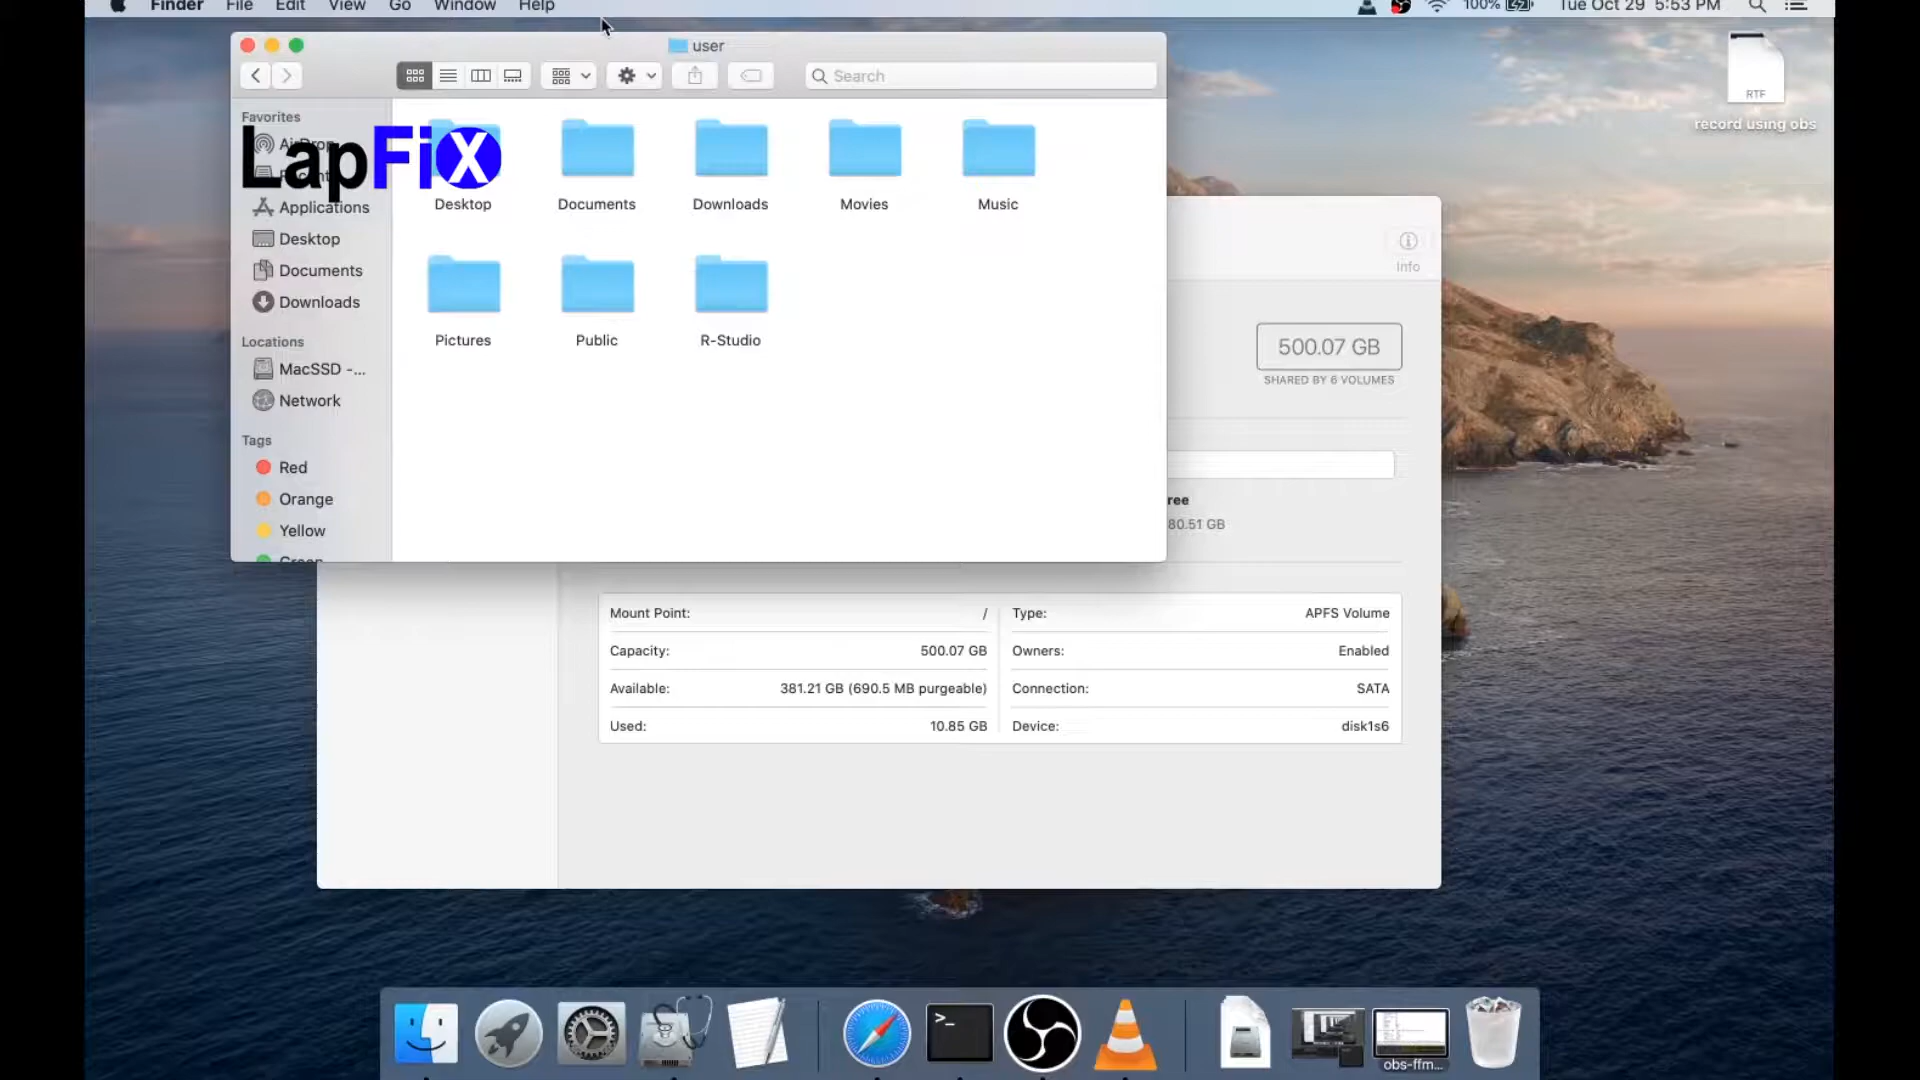 Finder File Edit View Go Window Help
100% Tue Oct 29 5:53 PM
user
Search
RTF
record using obs
Favorites
LapFiX
Applications
Desktop
Documents
Downloads
Locations
MacSSD -...
Network
Tags
Red
Orange
Yellow
Green
Desktop Documents Downloads Movies Music
Pictures Public R-Studio
Info
500.07 GB
SHARED BY 6 VOLUMES
ree
80.51 GB
Mount Point: /
Capacity: 500.07 GB
Available: 381.21 GB (690.5 MB purgeable)
Used: 10.85 GB
Type: APFS Volume
Owners: Enabled
Connection: SATA
Device: disk1s6
>_
obs-ffm...